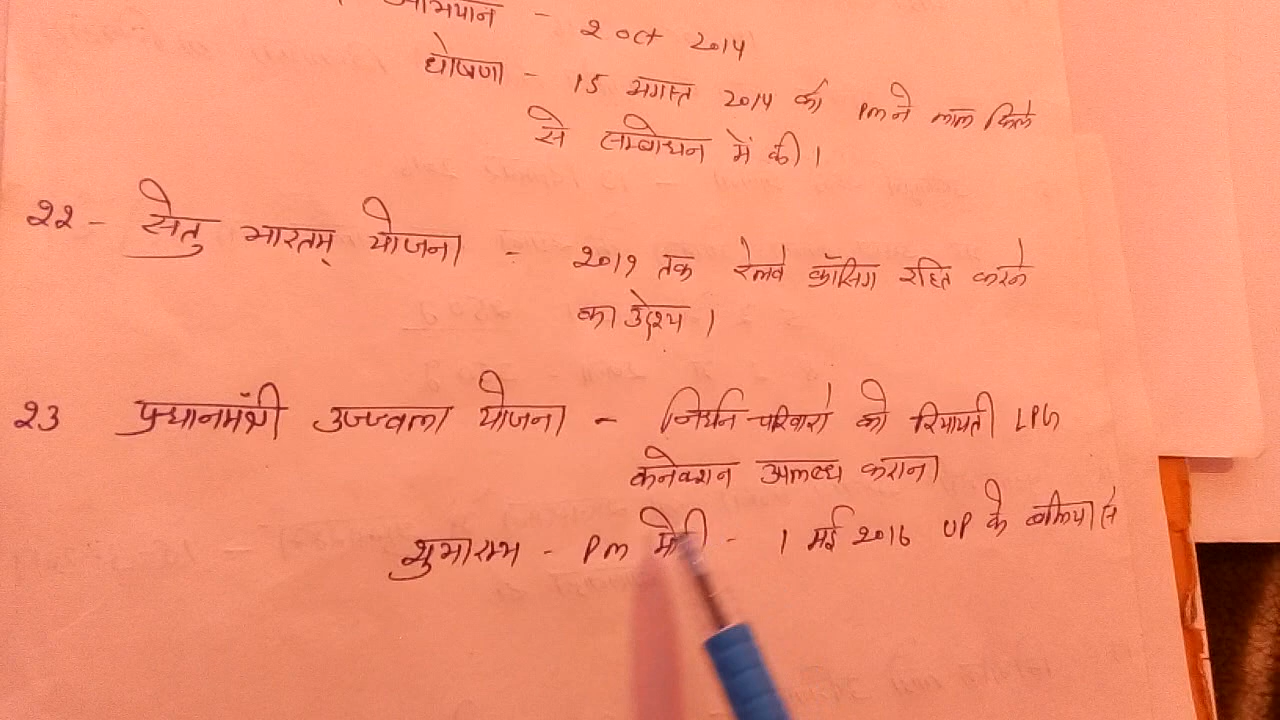 अभियान - 2 oct 2014
घोषणा - 15 अगस्त 2014 को PM ने लाल किले
से सम्बोधन में की।
22 - सेतु भारतम् योजना - 2019 तक रेलवे क्रॉसिंग रहित करने
का उद्देश्य।
23 प्रधानमंत्री उज्ज्वला योजना - निर्धन परिवारों को रियायती LPG
कनेक्शन उपलब्ध कराना
शुभारम्भ - PM मोदी - 1 मई 2016 UP के बलिया से